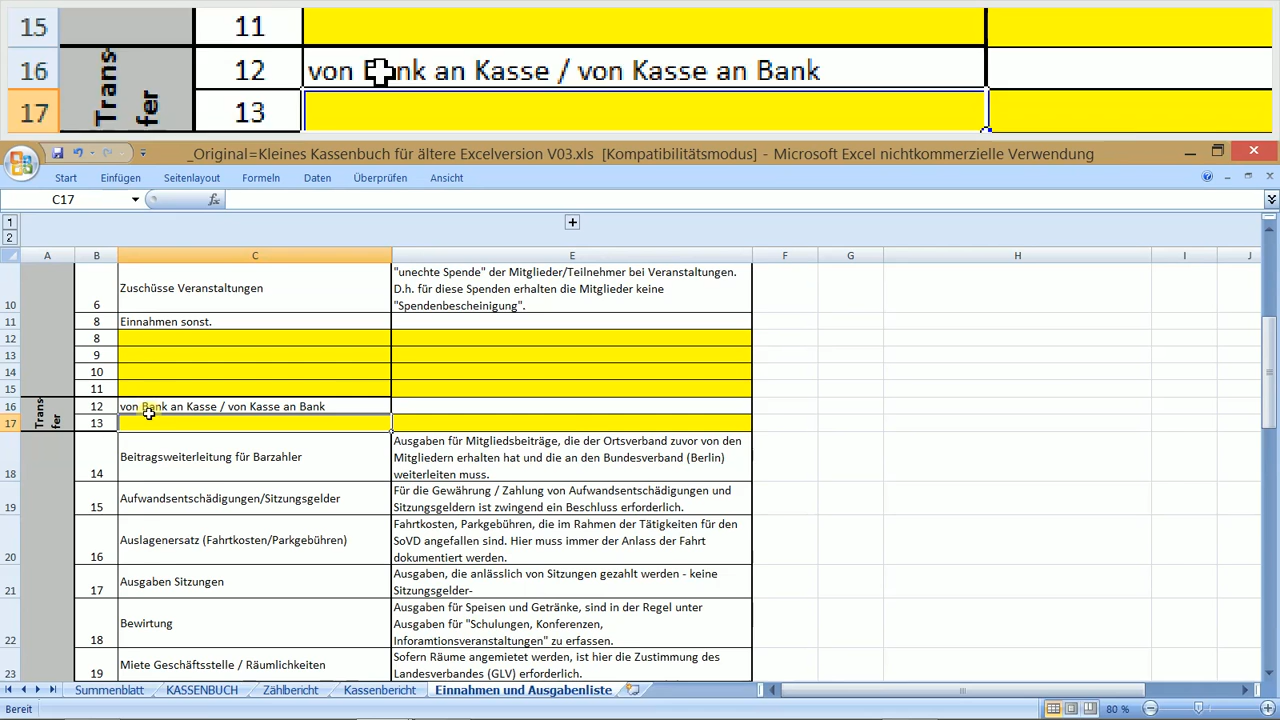 15 11
16 Trans- 12 von Bank an Kasse / von Kasse an Bank
17 fer 13
_Original=Kleines Kassenbuch für ältere Excelversion V03.xls [Kompatibilitätsmodus] - Microsoft Excel nichtkommerzielle Verwendung
Start Einfügen Seitenlayout Formeln Daten Überprüfen Ansicht
C17 fx
1 +
2
A B C E F G H I J
"unechte Spende" der Mitglieder/Teilnehmer bei Veranstaltungen.
Zuschüsse Veranstaltungen D.h. für diese Spenden erhalten die Mitglieder keine
10 6 "Spendenbescheinigung".
11 8 Einnahmen sonst.
12 8
13 9
14 10
15 11
16 Trans- 12 von Bank an Kasse / von Kasse an Bank
17 fer 13
Ausgaben für Mitgliedsbeiträge, die der Ortsverband zuvor von den
Beitragsweiterleitung für Barzahler Mitgliedern erhalten hat und die an den Bundesverband (Berlin)
18 14 weiterleiten muss.
Aufwandsentschädigungen/Sitzungsgelder Für die Gewährung / Zahlung von Aufwandsentschädigungen und
19 15 Sitzungsgeldern ist zwingend ein Beschluss erforderlich.
Fahrtkosten, Parkgebühren, die im Rahmen der Tätigkeiten für den
Auslagenersatz (Fahrtkosten/Parkgebühren) SoVD angefallen sind. Hier muss immer der Anlass der Fahrt
20 16 dokumentiert werden.
Ausgaben Sitzungen Ausgaben, die anlässlich von Sitzungen gezahlt werden - keine
21 17 Sitzungsgelder-
Ausgaben für Speisen und Getränke, sind in der Regel unter
Bewirtung Ausgaben für "Schulungen, Konferenzen,
22 18 Inforamtionsveranstaltungen" zu erfassen.
Miete Geschäftsstelle / Räumlichkeiten Sofern Räume angemietet werden, ist hier die Zustimmung des
23 19 Landesverbandes (GLV) erforderlich.
Summenblatt KASSENBUCH Zählbericht Kassenbericht Einnahmen und Ausgabenliste
Bereit 80 %